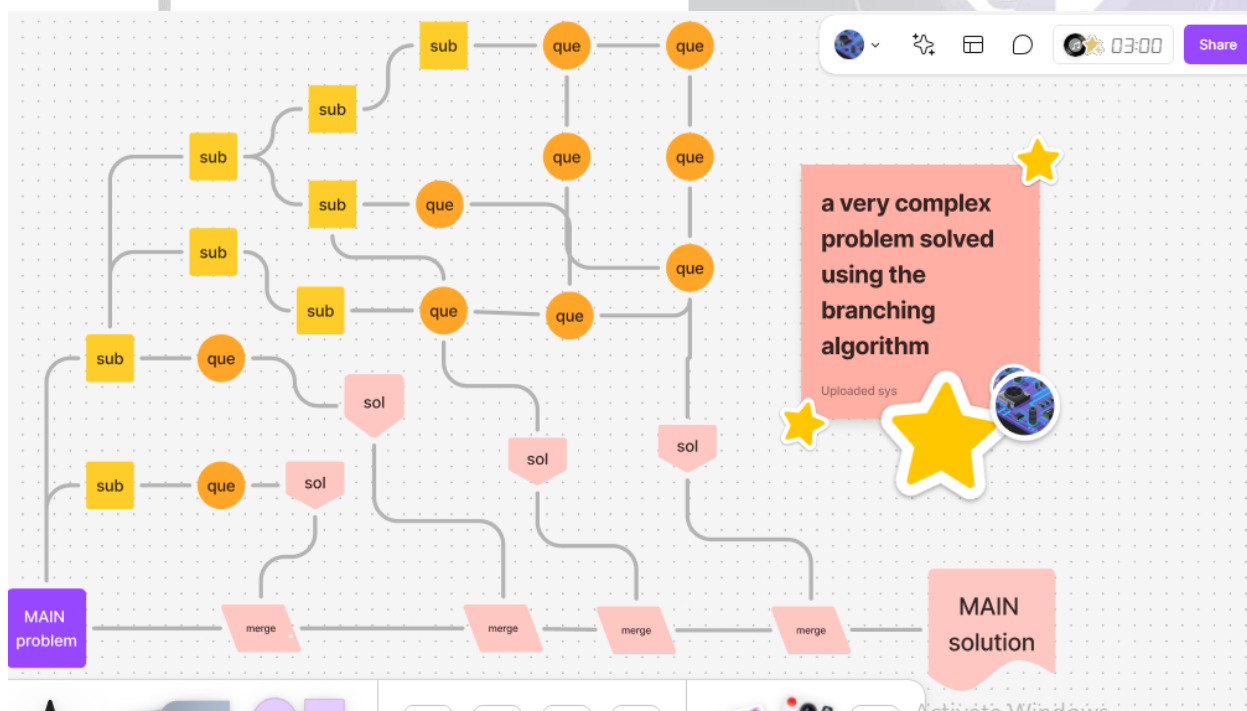 sub
que
que
03:00
Share
sub
sub
que
que
sub
que
sub
que
sub
que
que
sub
que
sol
sub
que
sol
sol
sol
a very complex
problem solved
using the
branching
algorithm
Uploaded sys
MAIN
problem
merge
merge
merge
merge
MAIN
solution
Activate Windows